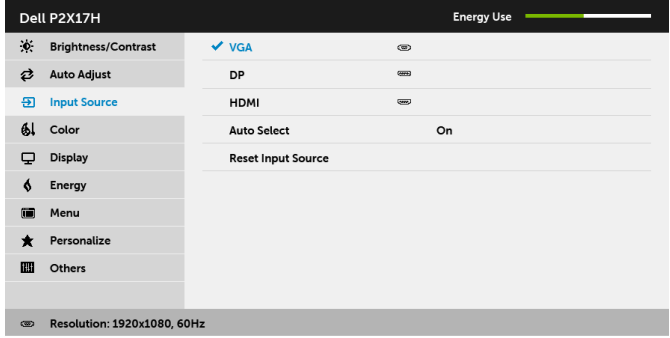 Dell P2X17H Energy Use
Brightness/Contrast VGA
Auto Adjust DP
Input Source HDMI
Color Auto Select On
Display Reset Input Source
Energy
Menu
Personalize
Others
Resolution: 1920x1080, 60Hz